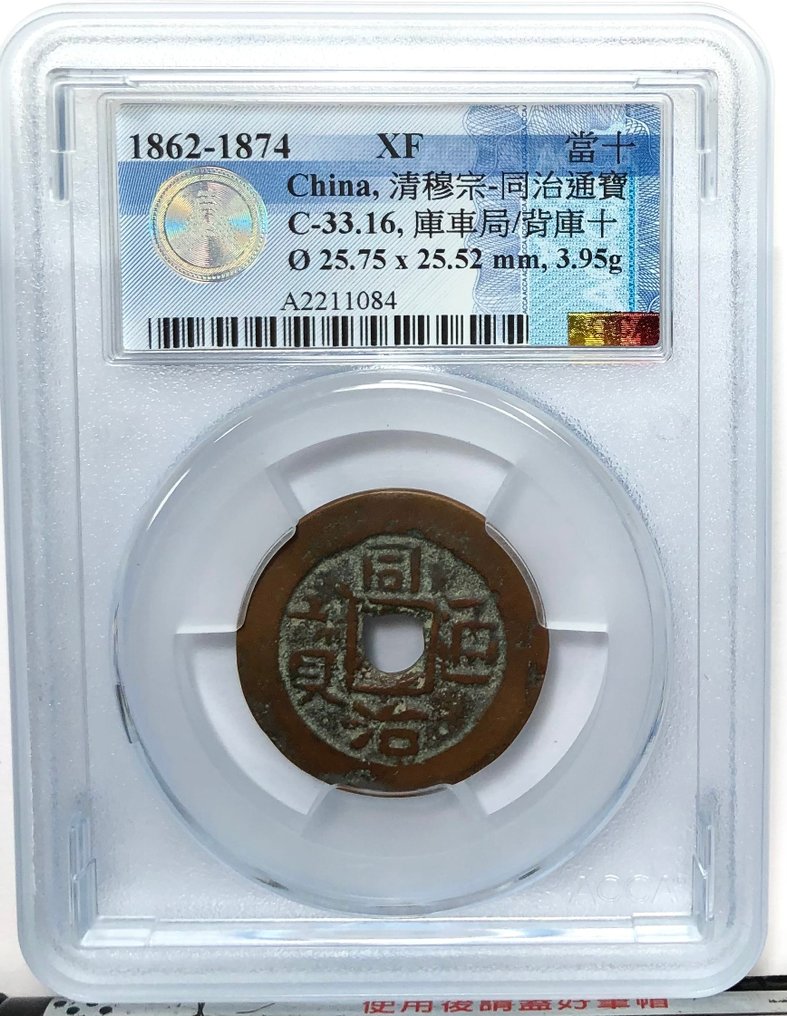 1862-1874 XF 當十
China, 清穆宗-同治通寶
C-33.16, 庫車局/背庫十
Ø 25.75 x 25.52 mm, 3.95g
A2211084
同
寶 通
治
ACCA
使用後請蓋好筆帽